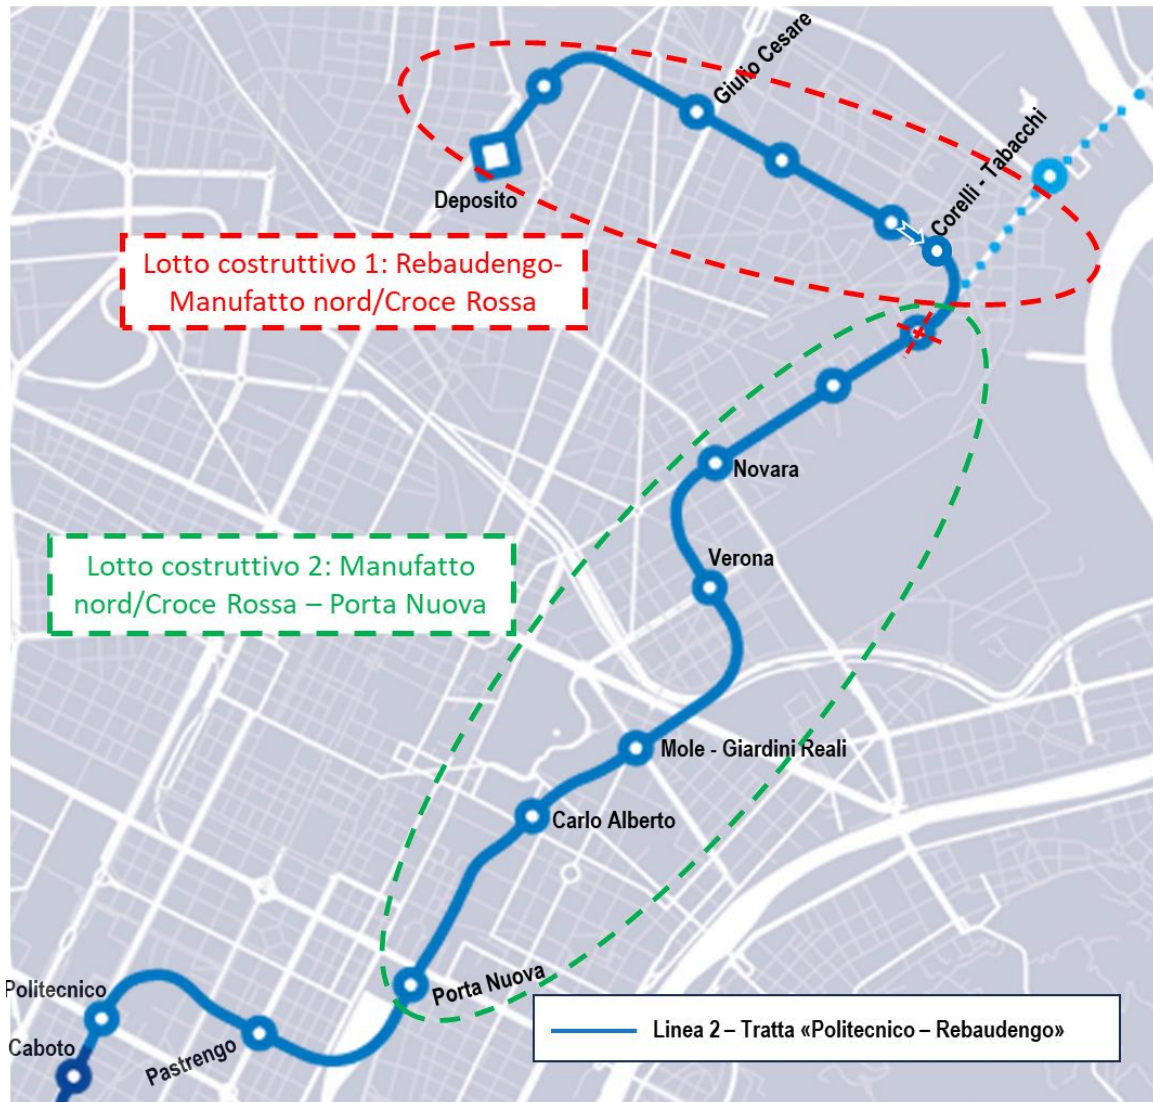 Giulio Cesare
Corelli - Tabacchi
Deposito
Lotto costruttivo 1: Rebaudengo-
Manufatto nord/Croce Rossa
Novara
Lotto costruttivo 2: Manufatto
nord/Croce Rossa – Porta Nuova
Verona
Mole - Giardini Reali
Carlo Alberto
Porta Nuova
Politecnico
Caboto
Pastrengo
Linea 2 – Tratta «Politecnico – Rebaudengo»